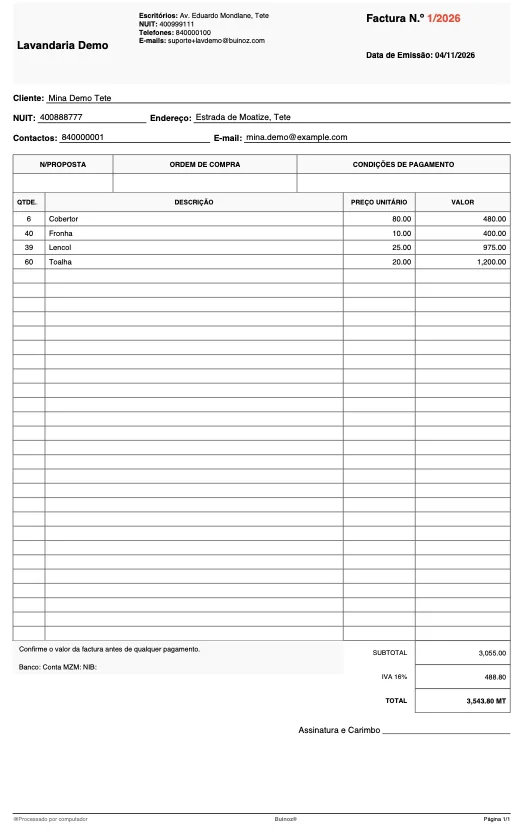 Lavandaria Demo
Escritórios: Av. Eduardo Mondlane, Tete
NUIT: 400999111
Telefones: 840000100
E-mails: suporte+lavdemo@buinoz.com
Factura N.º 1/2026
Data de Emissão: 04/11/2026
Cliente: Mina Demo Tete
NUIT: 400888777 Endereço: Estrada de Moatize, Tete
Contactos: 840000001 E-mail: mina.demo@example.com
N/PROPOSTA ORDEM DE COMPRA CONDIÇÕES DE PAGAMENTO
QTDE. DESCRIÇÃO PREÇO UNITÁRIO VALOR
6 Cobertor 80.00 480.00
40 Fronha 10.00 400.00
39 Lencol 25.00 975.00
60 Toalha 20.00 1,200.00
Confirme o valor da factura antes de qualquer pagamento.
Banco: Conta MZM: NIB:
SUBTOTAL 3,055.00
IVA 16% 488.80
TOTAL 3,543.80 MT
Assinatura e Carimbo
®Processado por computador Buinoz® Página 1/1